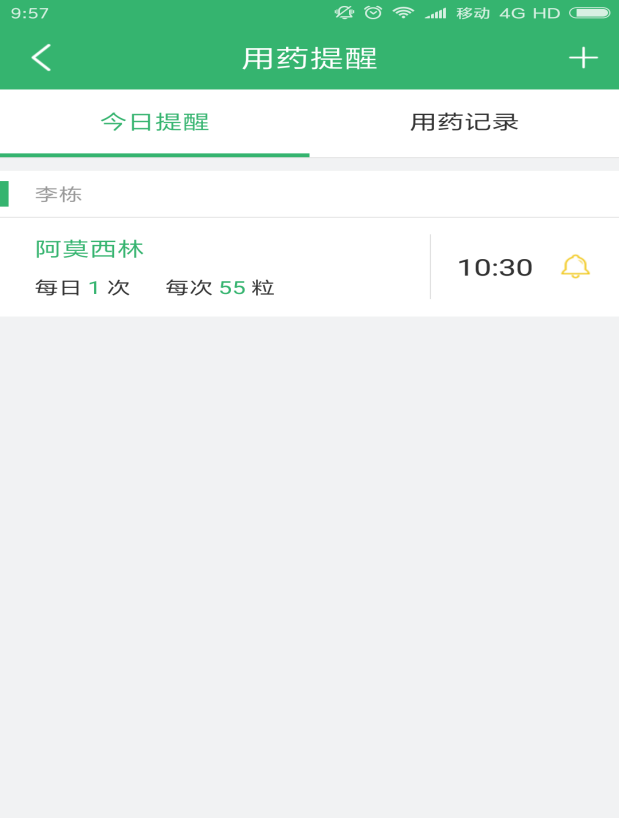 9:57 移动 4G HD
用药提醒
今日提醒 用药记录
李栋
阿莫西林
每日 1 次 每次 55 粒 10:30